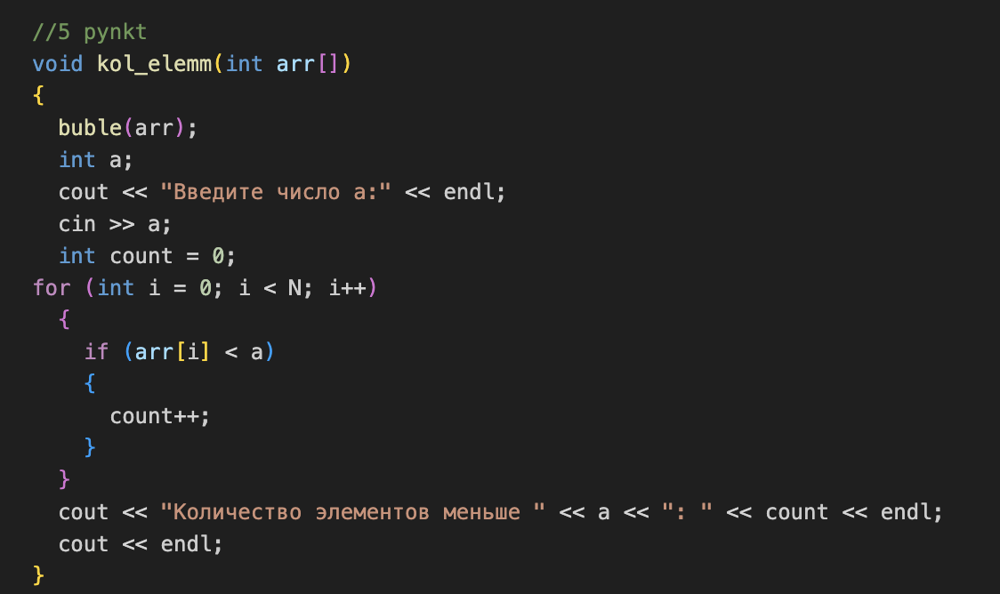 //5 pynkt
void kol_elemm(int arr[])
{
  buble(arr);
  int a;
  cout << "Введите число a:" << endl;
  cin >> a;
  int count = 0;
for (int i = 0; i < N; i++)
  {
    if (arr[i] < a)
    {
      count++;
    }
  }
  cout << "Количество элементов меньше " << a << ": " << count << endl;
  cout << endl;
}